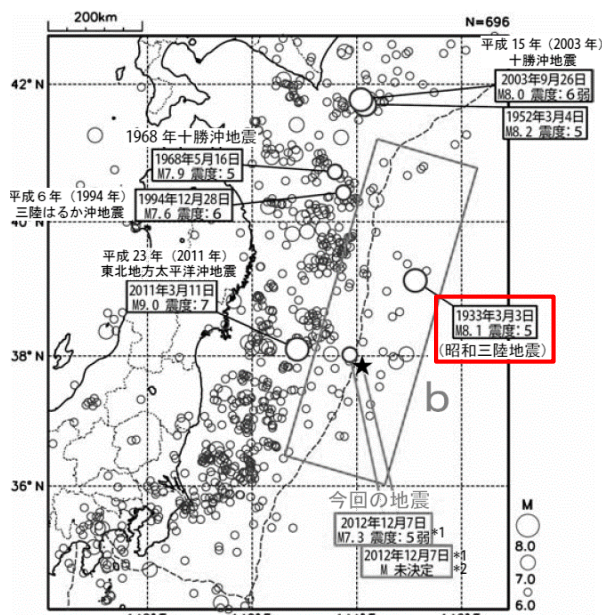 200km
N=696
平成 15 年 (2003 年)
十勝沖地震
42°N
2003年9月26日
M8.0 震度:6弱
1952年3月4日
M8.2 震度:5
1968 年十勝沖地震
1968年5月16日
M7.9 震度:5
平成 6 年 (1994 年)
三陸はるか沖地震
1994年12月28日
M7.6 震度:6
40°N
平成 23 年 (2011 年)
東北地方太平洋沖地震
2011年3月11日
M9.0 震度:7
1933年3月3日
M8.1 震度:5
(昭和三陸地震)
38°N
b
36°N
今回の地震
2012年12月7日
M7.3 震度:5弱 *1
2012年12月7日 *1
M 未決定 *2
M
8.0
7.0
6.0